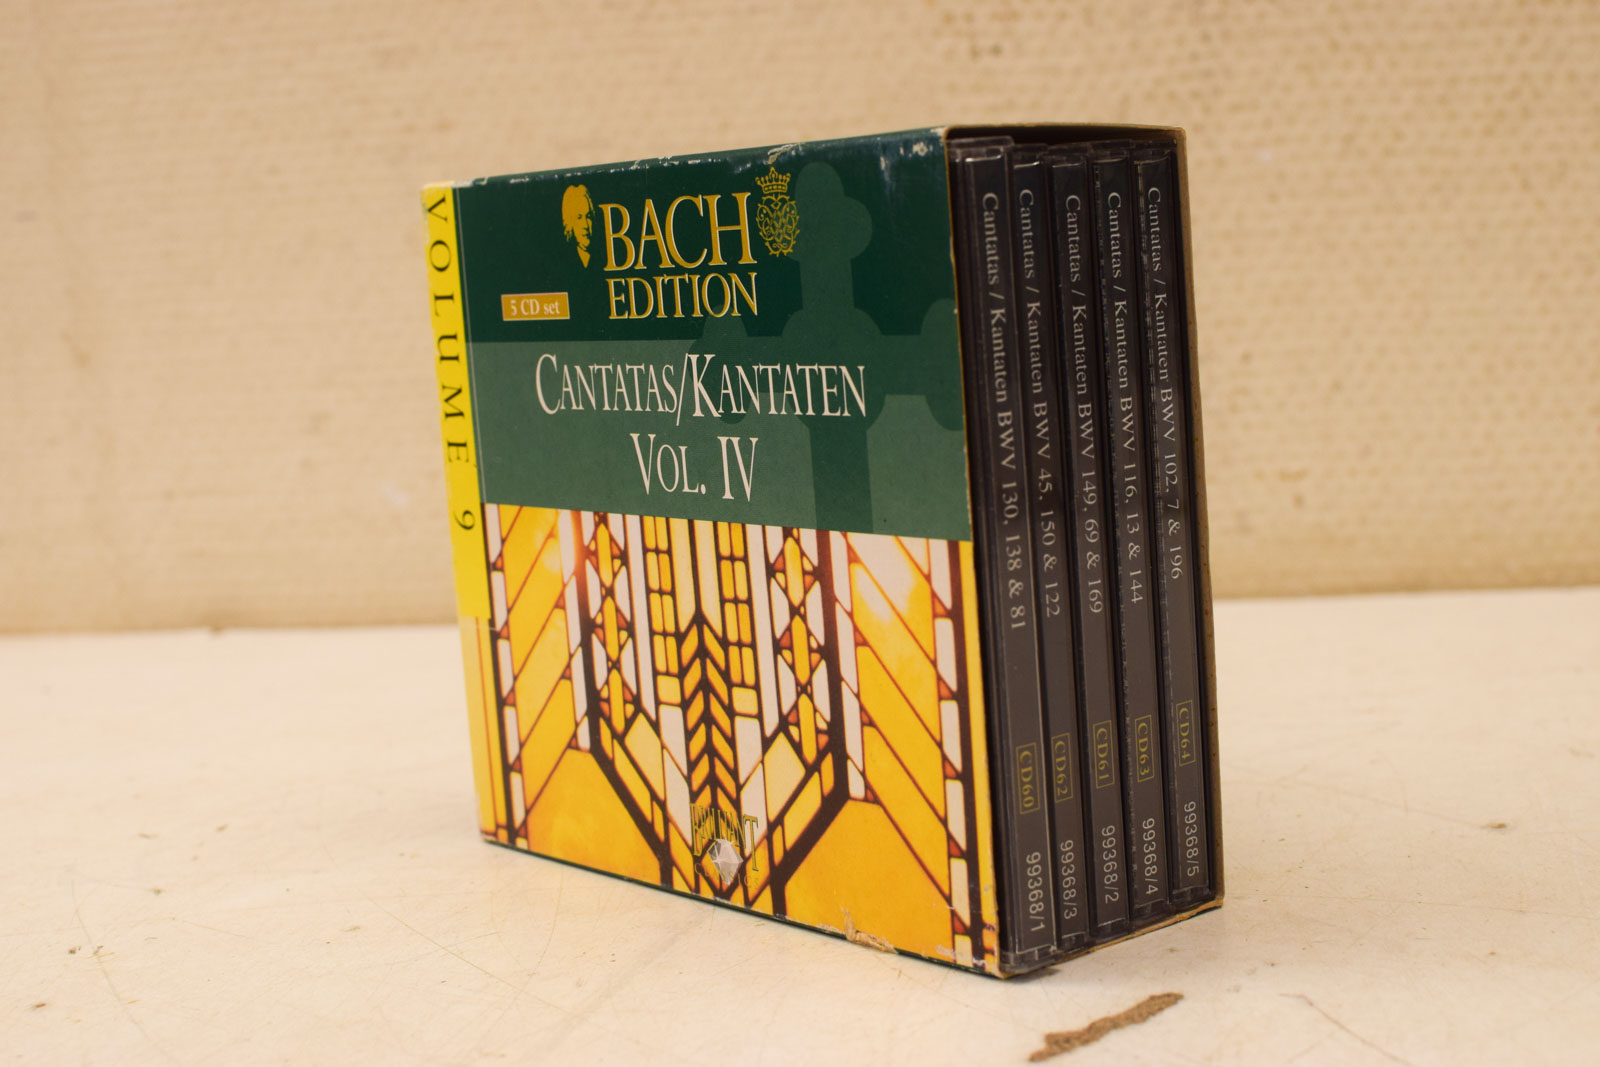 VOLUME 9
BACH
EDITION
5 CD set
CANTATAS/KANTATEN
VOL. IV
BRILLIANT
CLASSICS
Cantatas / Kantaten BWV 130, 138 & 81 CD60 99368/1
Cantatas / Kantaten BWV 45, 150 & 122 CD62 99368/3
Cantatas / Kantaten BWV 149, 69 & 169 CD61 99368/2
Cantatas / Kantaten BWV 116, 13 & 144 CD63 99368/4
Cantatas / Kantaten BWV 102, 7 & 196 CD64 99368/5